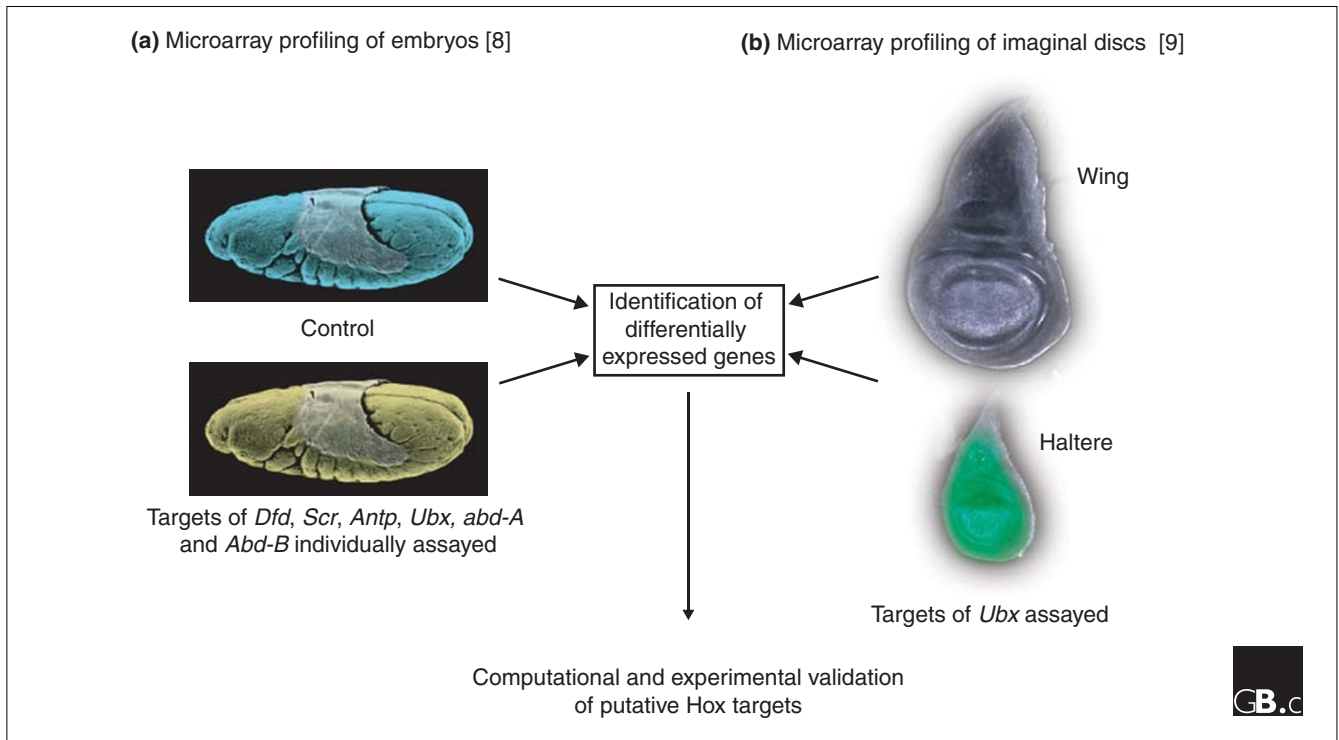 (a) Microarray profiling of embryos [8]
Control
Targets of Dfd, Scr, Antp, Ubx, abd-A
and Abd-B individually assayed
(b) Microarray profiling of imaginal discs [9]
Wing
Haltere
Targets of Ubx assayed
Identification of
differentially
expressed genes
Computational and experimental validation
of putative Hox targets
GB.c